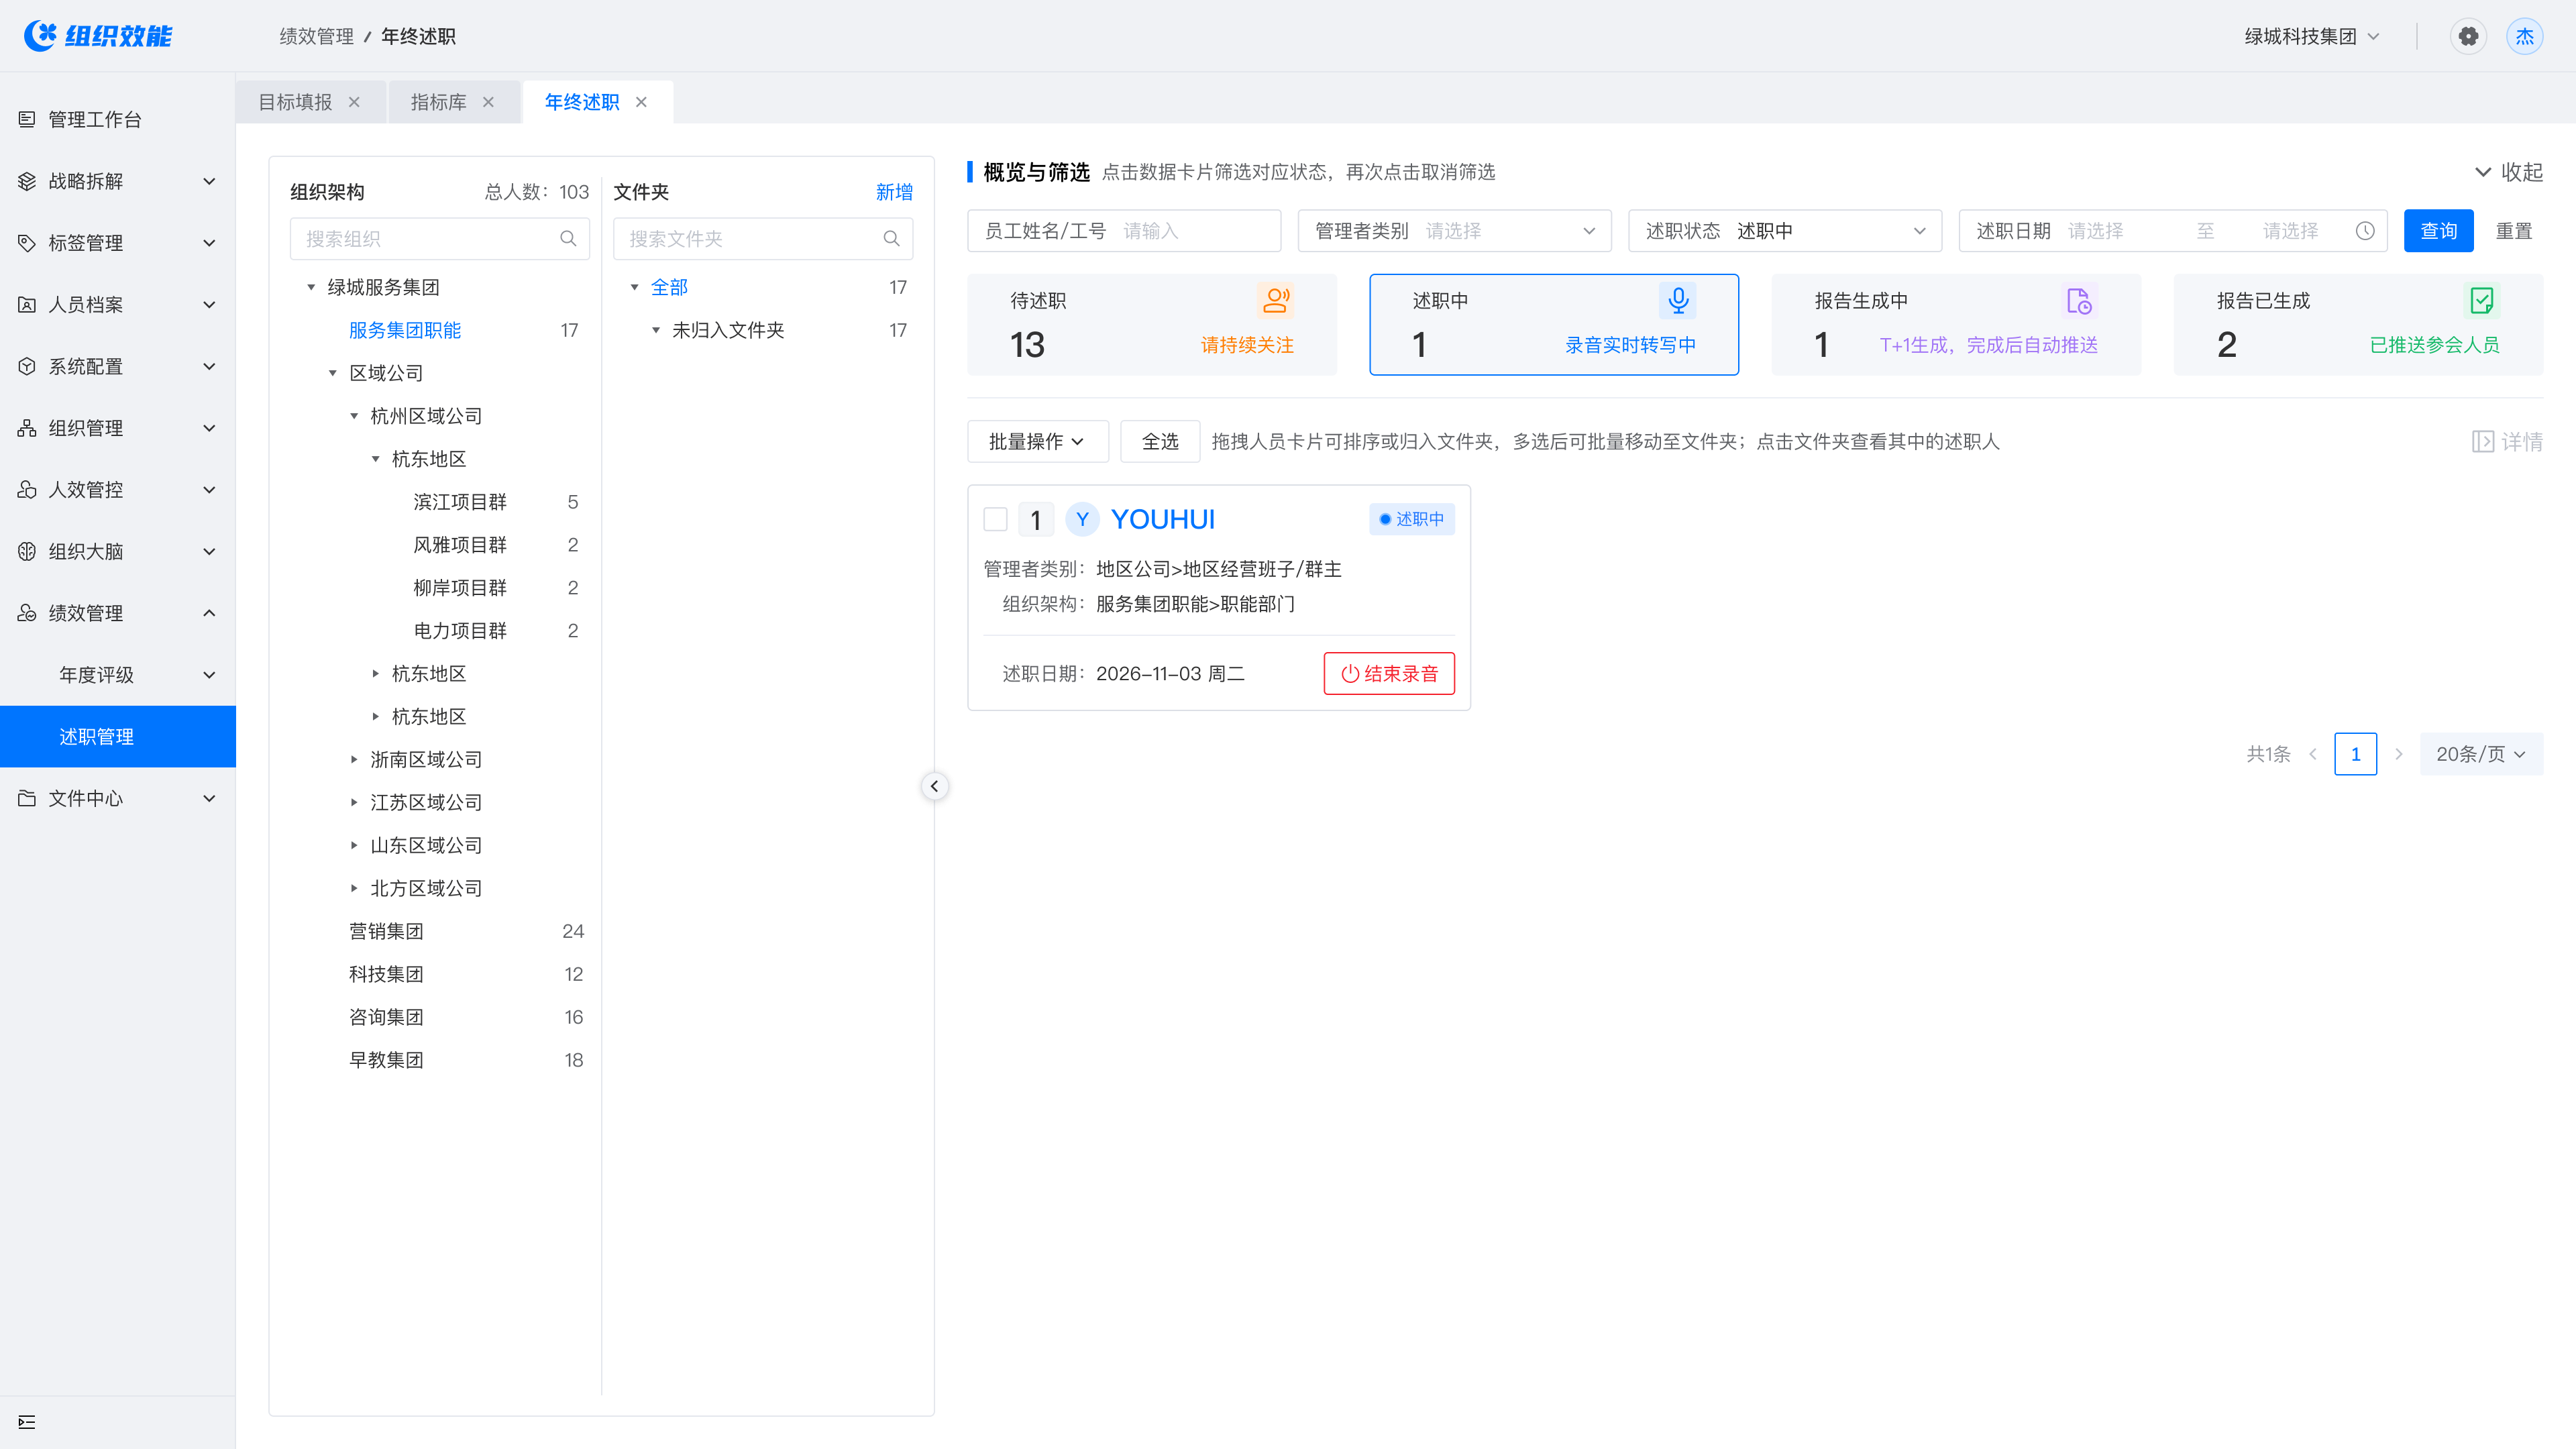 组织效能
绩效管理 / 年终述职
绿城科技集团
杰
目标填报
指标库
年终述职
管理工作台
战略拆解
标签管理
人员档案
系统配置
组织管理
人效管控
组织大脑
绩效管理
年度评级
述职管理
文件中心
组织架构 总人数：103
搜索组织
绿城服务集团
服务集团职能 17
区域公司
杭州区域公司
杭东地区
滨江项目群 5
风雅项目群 2
柳岸项目群 2
电力项目群 2
杭东地区
杭东地区
浙南区域公司
江苏区域公司
山东区域公司
北方区域公司
营销集团 24
科技集团 12
咨询集团 16
早教集团 18
文件夹 新增
搜索文件夹
全部 17
未归入文件夹 17
概览与筛选 点击数据卡片筛选对应状态，再次点击取消筛选 收起
员工姓名/工号 请输入 管理者类别 请选择 述职状态 述职中 述职日期 请选择 至 请选择 查询 重置
待述职
13 请持续关注
述职中
1 录音实时转写中
报告生成中
1 T+1生成，完成后自动推送
报告已生成
2 已推送参会人员
批量操作 全选 拖拽人员卡片可排序或归入文件夹，多选后可批量移动至文件夹；点击文件夹查看其中的述职人 详情
1 Y YOUHUI 述职中
管理者类别：地区公司>地区经营班子/群主
组织架构：服务集团职能>职能部门
述职日期：2026-11-03 周二 结束录音
共1条 1 20条/页